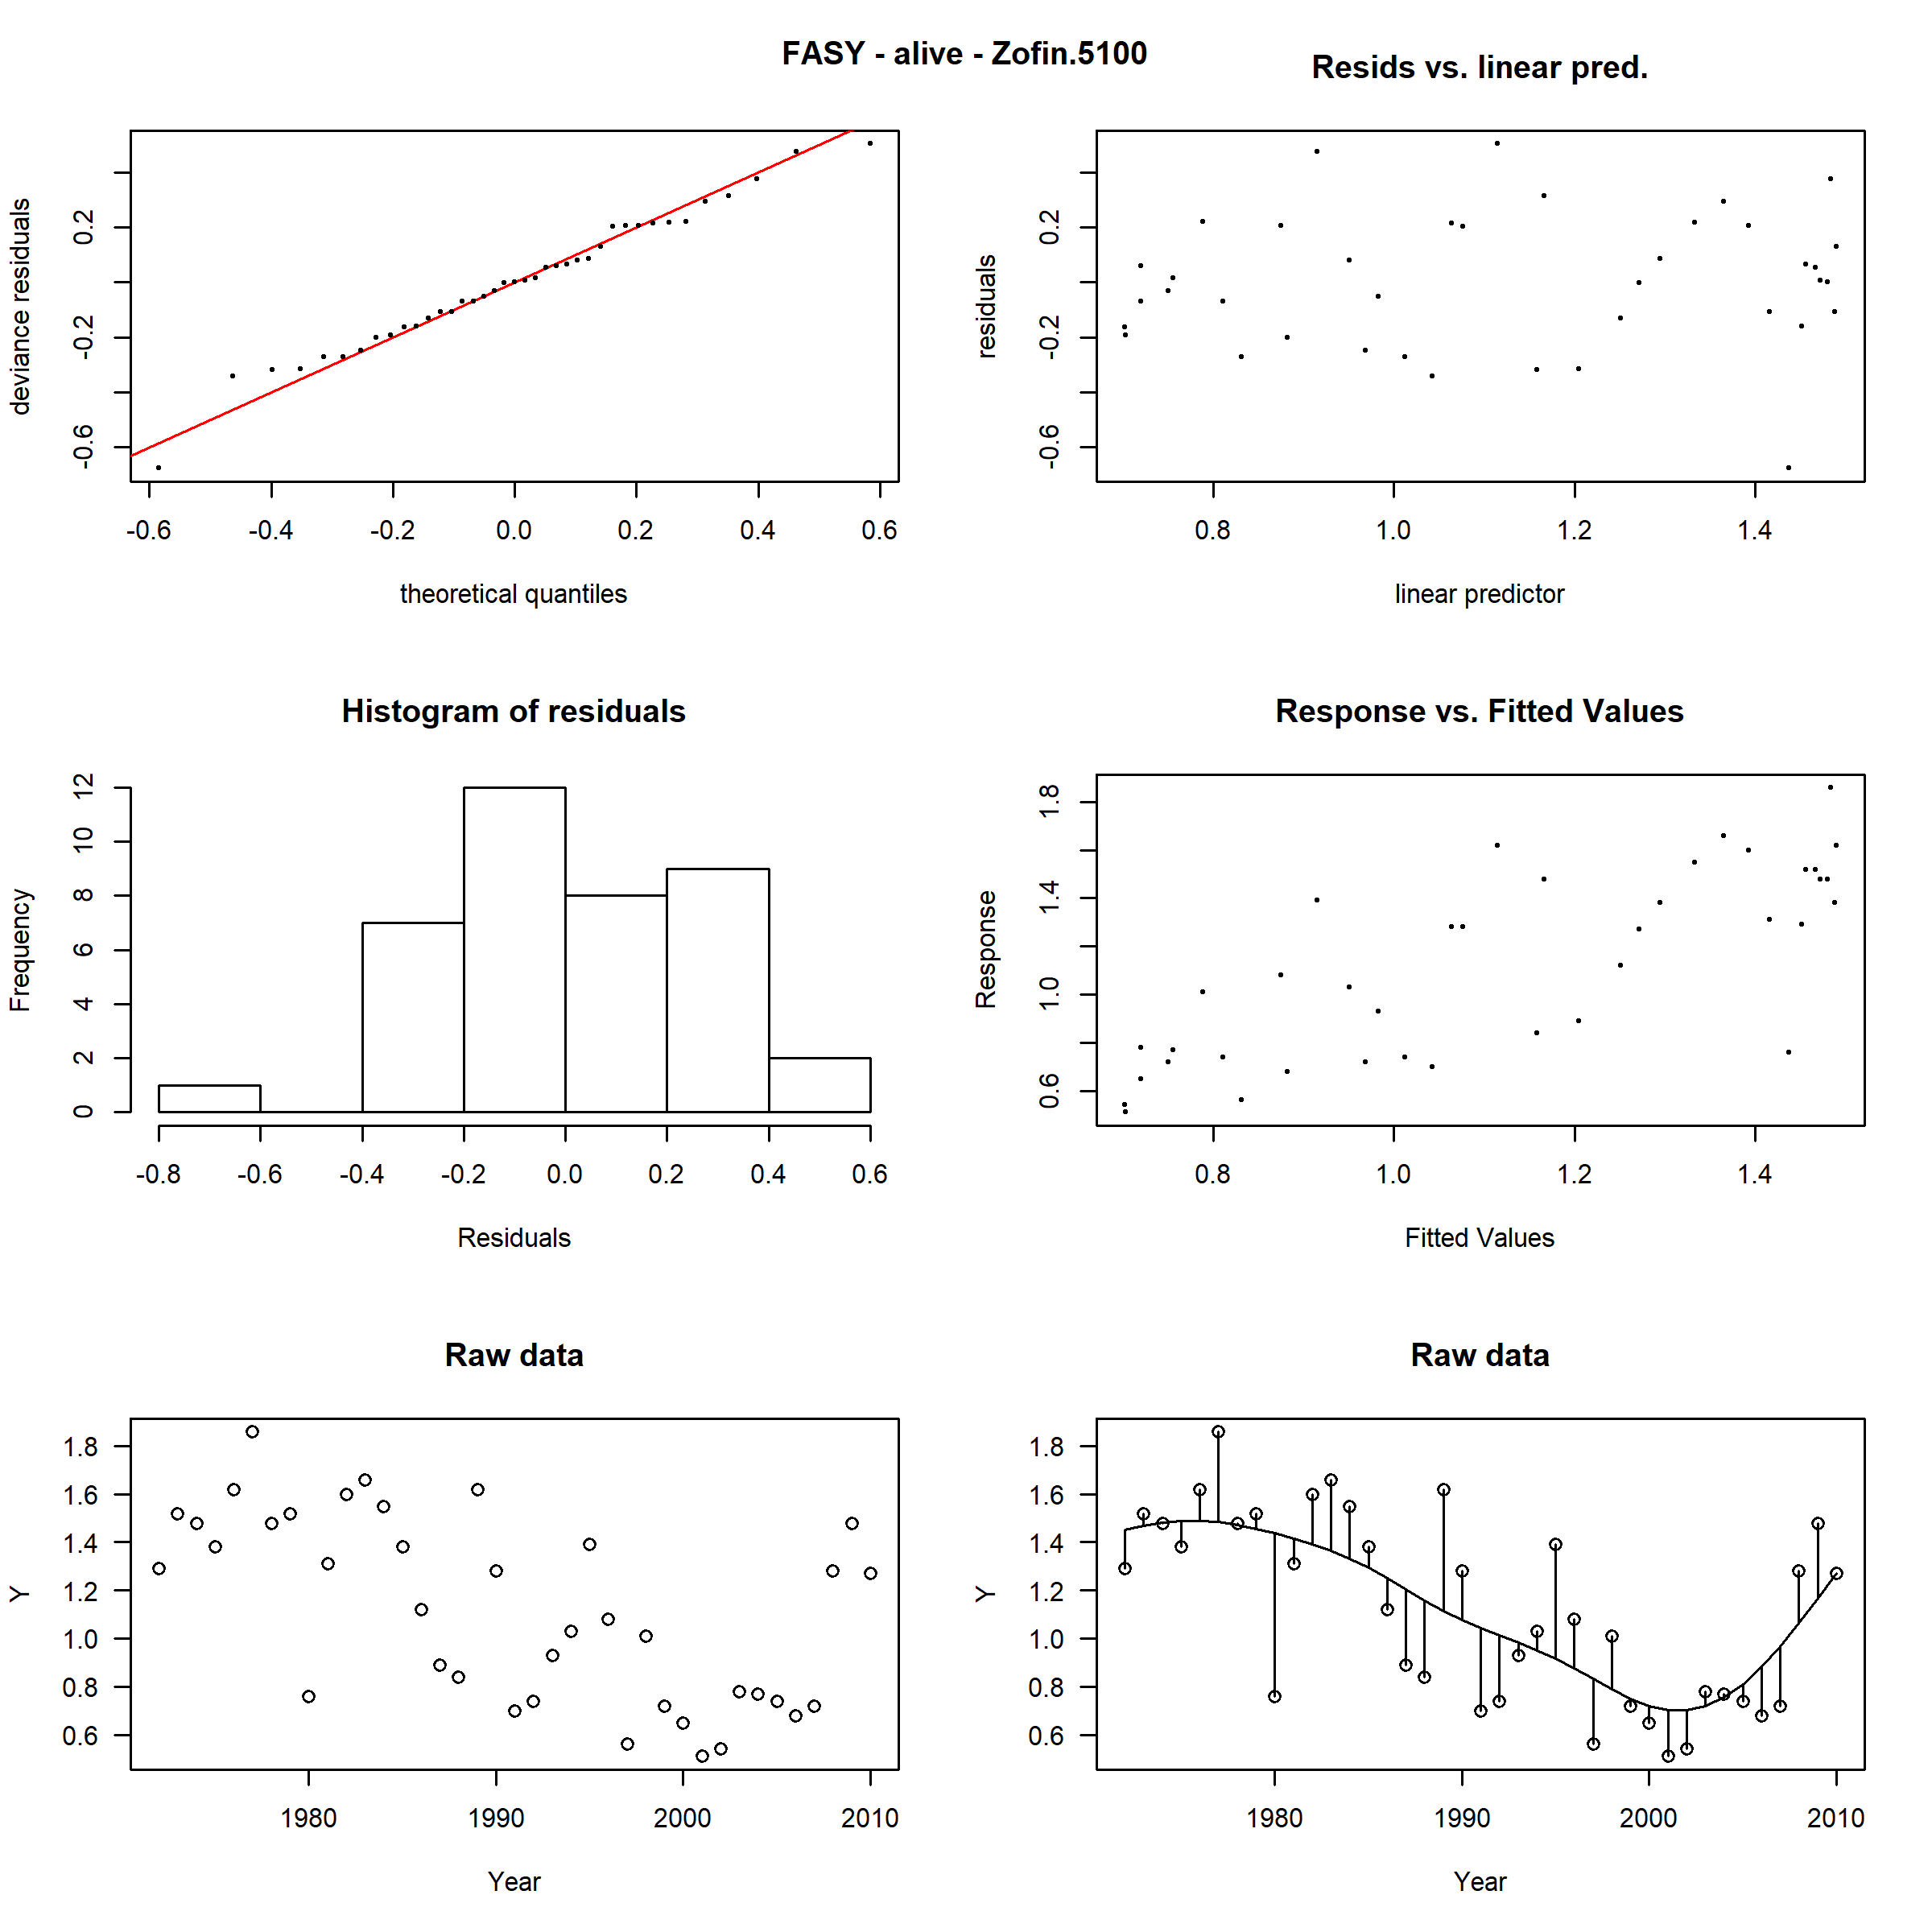 FASY - alive - Zofin.5100
Resids vs. linear pred.
deviance residuals
-0.6 -0.2 0.2
-0.6 -0.4 -0.2 0.0 0.2 0.4 0.6
theoretical quantiles
residuals
-0.6 -0.2 0.2
0.8 1.0 1.2 1.4
linear predictor
Histogram of residuals
Frequency
0 2 4 6 8 10 12
-0.8 -0.6 -0.4 -0.2 0.0 0.2 0.4 0.6
Residuals
Response vs. Fitted Values
Response
0.6 1.0 1.4 1.8
0.8 1.0 1.2 1.4
Fitted Values
Raw data
Y
1.8
1.6
1.4
1.2
1.0
0.8
0.6
1980 1990 2000 2010
Year
Raw data
Y
1.8
1.6
1.4
1.2
1.0
0.8
0.6
1980 1990 2000 2010
Year